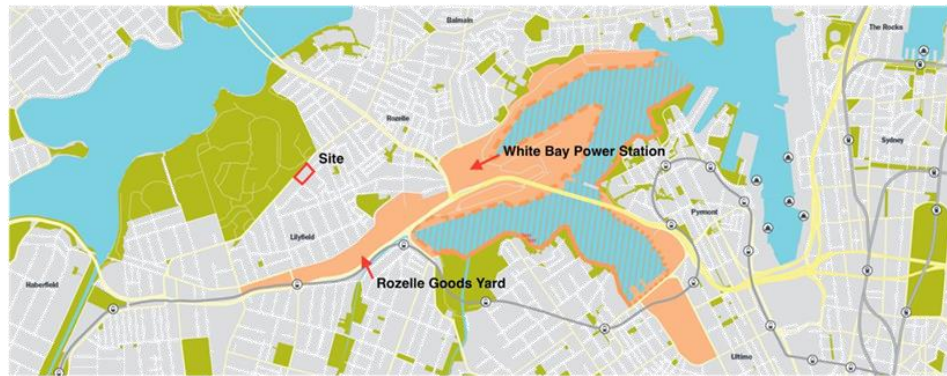 Balmain
The Rocks
Rozelle
White Bay Power Station
Sydney
Site
Pyrmont
Lilyfield
Haberfield
Rozelle Goods Yard
Ultimo